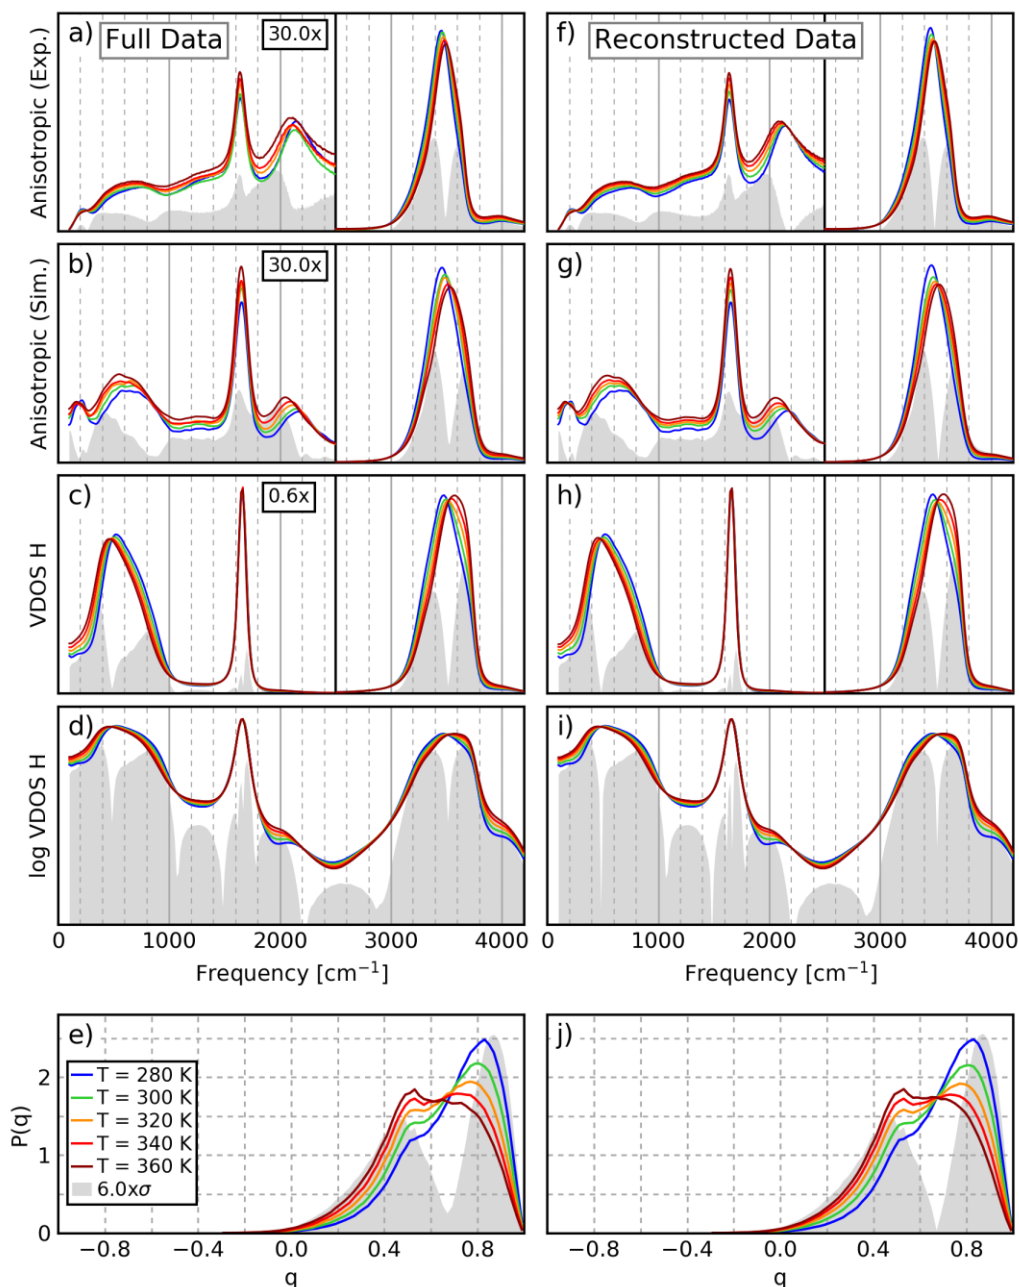 a) Full Data 30.0x
f) Reconstructed Data
Anisotropic (Exp.)
b) 30.0x
g)
Anisotropic (Sim.)
c) 0.6x
h)
VDOS H
d)
i)
log VDOS H
0 1000 2000 3000 4000
0 1000 2000 3000 4000
Frequency [cm⁻¹]
Frequency [cm⁻¹]
e)
j)
T = 280 K
T = 300 K
T = 320 K
T = 340 K
T = 360 K
6.0xσ
P(q)
2
1
0
−0.8 −0.4 0.0 0.4 0.8
−0.8 −0.4 0.0 0.4 0.8
q
q